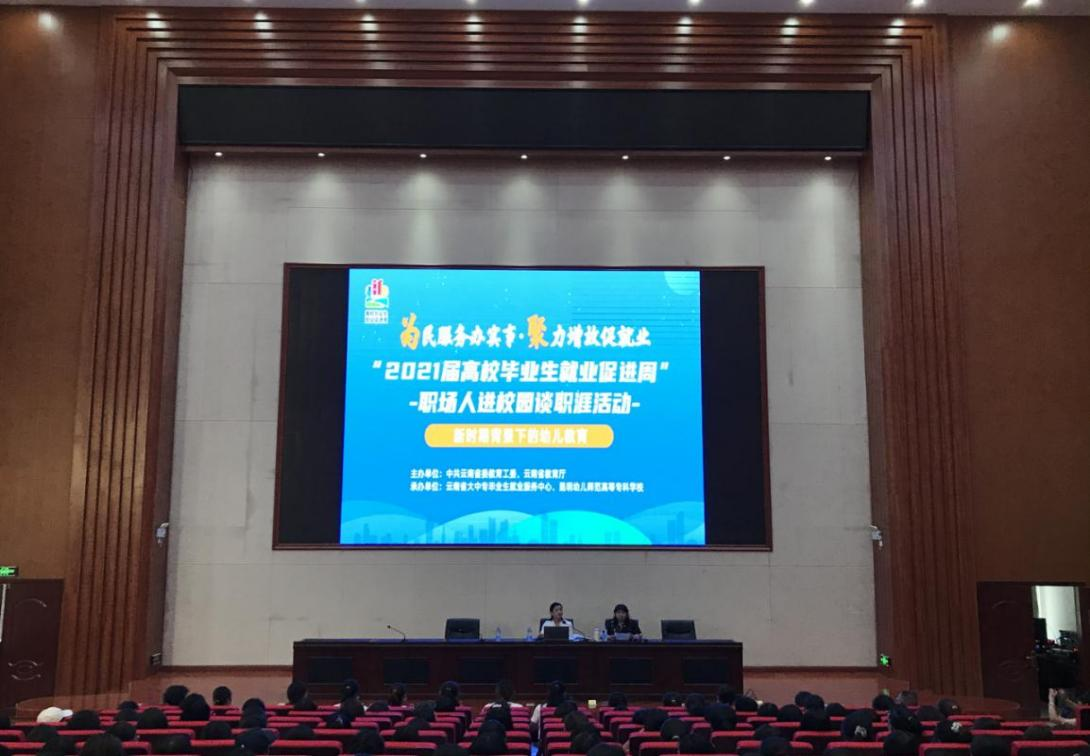 为民服务办实事·聚力增放促就业
“2021届高校毕业生就业促进周”
-职场人进校园谈职涯活动-
新时期背景下的幼儿教育
主办单位：中共云南省委教育工委、云南省教育厅
承办单位：云南省大中专毕业生就业服务中心、昆明幼儿师范高等专科学校